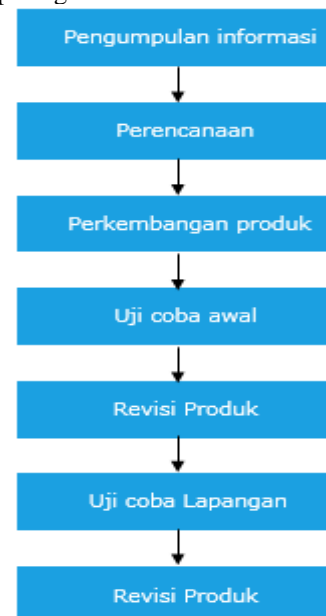 Pengumpulan informasi
Perencanaan
Perkembangan produk
Uji coba awal
Revisi Produk
Uji coba Lapangan
Revisi Produk